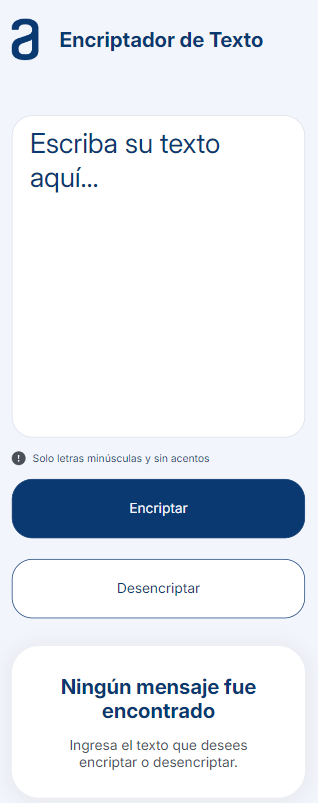 a
Encriptador de Texto
Escriba su texto
aquí...
! Solo letras minúsculas y sin acentos
Encriptar
Desencriptar
Ningún mensaje fue
encontrado
Ingresa el texto que desees
encriptar o desencriptar.